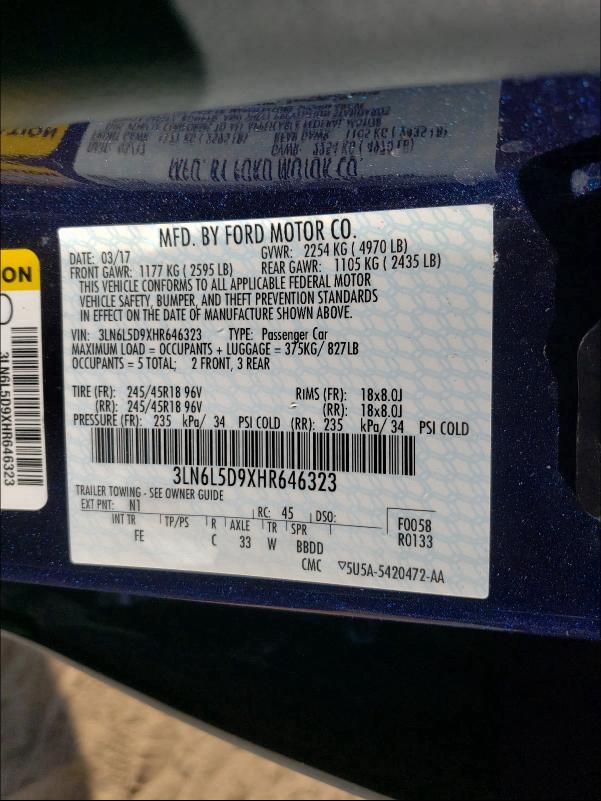 MFD. BY FORD MOTOR CO.
DATE: 03/17 GVWR: 2254 KG ( 4970 LB)
FRONT GAWR: 1177 KG ( 2595 LB) REAR GAWR: 1105 KG ( 2435 LB)
THIS VEHICLE CONFORMS TO ALL APPLICABLE FEDERAL MOTOR
VEHICLE SAFETY, BUMPER, AND THEFT PREVENTION STANDARDS
IN EFFECT ON THE DATE OF MANUFACTURE SHOWN ABOVE.
VIN: 3LN6L5D9XHR646323 TYPE: Passenger Car
MAXIMUM LOAD = OCCUPANTS + LUGGAGE = 375KG/ 827LB
OCCUPANTS = 5 TOTAL; 2 FRONT, 3 REAR
TIRE (FR): 245/45R18 96V RIMS (FR): 18x8.0J
(RR): 245/45R18 96V (RR): 18x8.0J
PRESSURE (FR): 235 kPa/ 34 PSI COLD (RR): 235 kPa/ 34 PSI COLD
3LN6L5D9XHR646323
TRAILER TOWING - SEE OWNER GUIDE
EXT PNT: N1 RC: 45 DSO: F0058
INT TR TP/PS R AXLE TR SPR R0133
FE C 33 W BBDD
CMC ▽5U5A-5420472-AA
ON
3LN6L5D9XHR646323